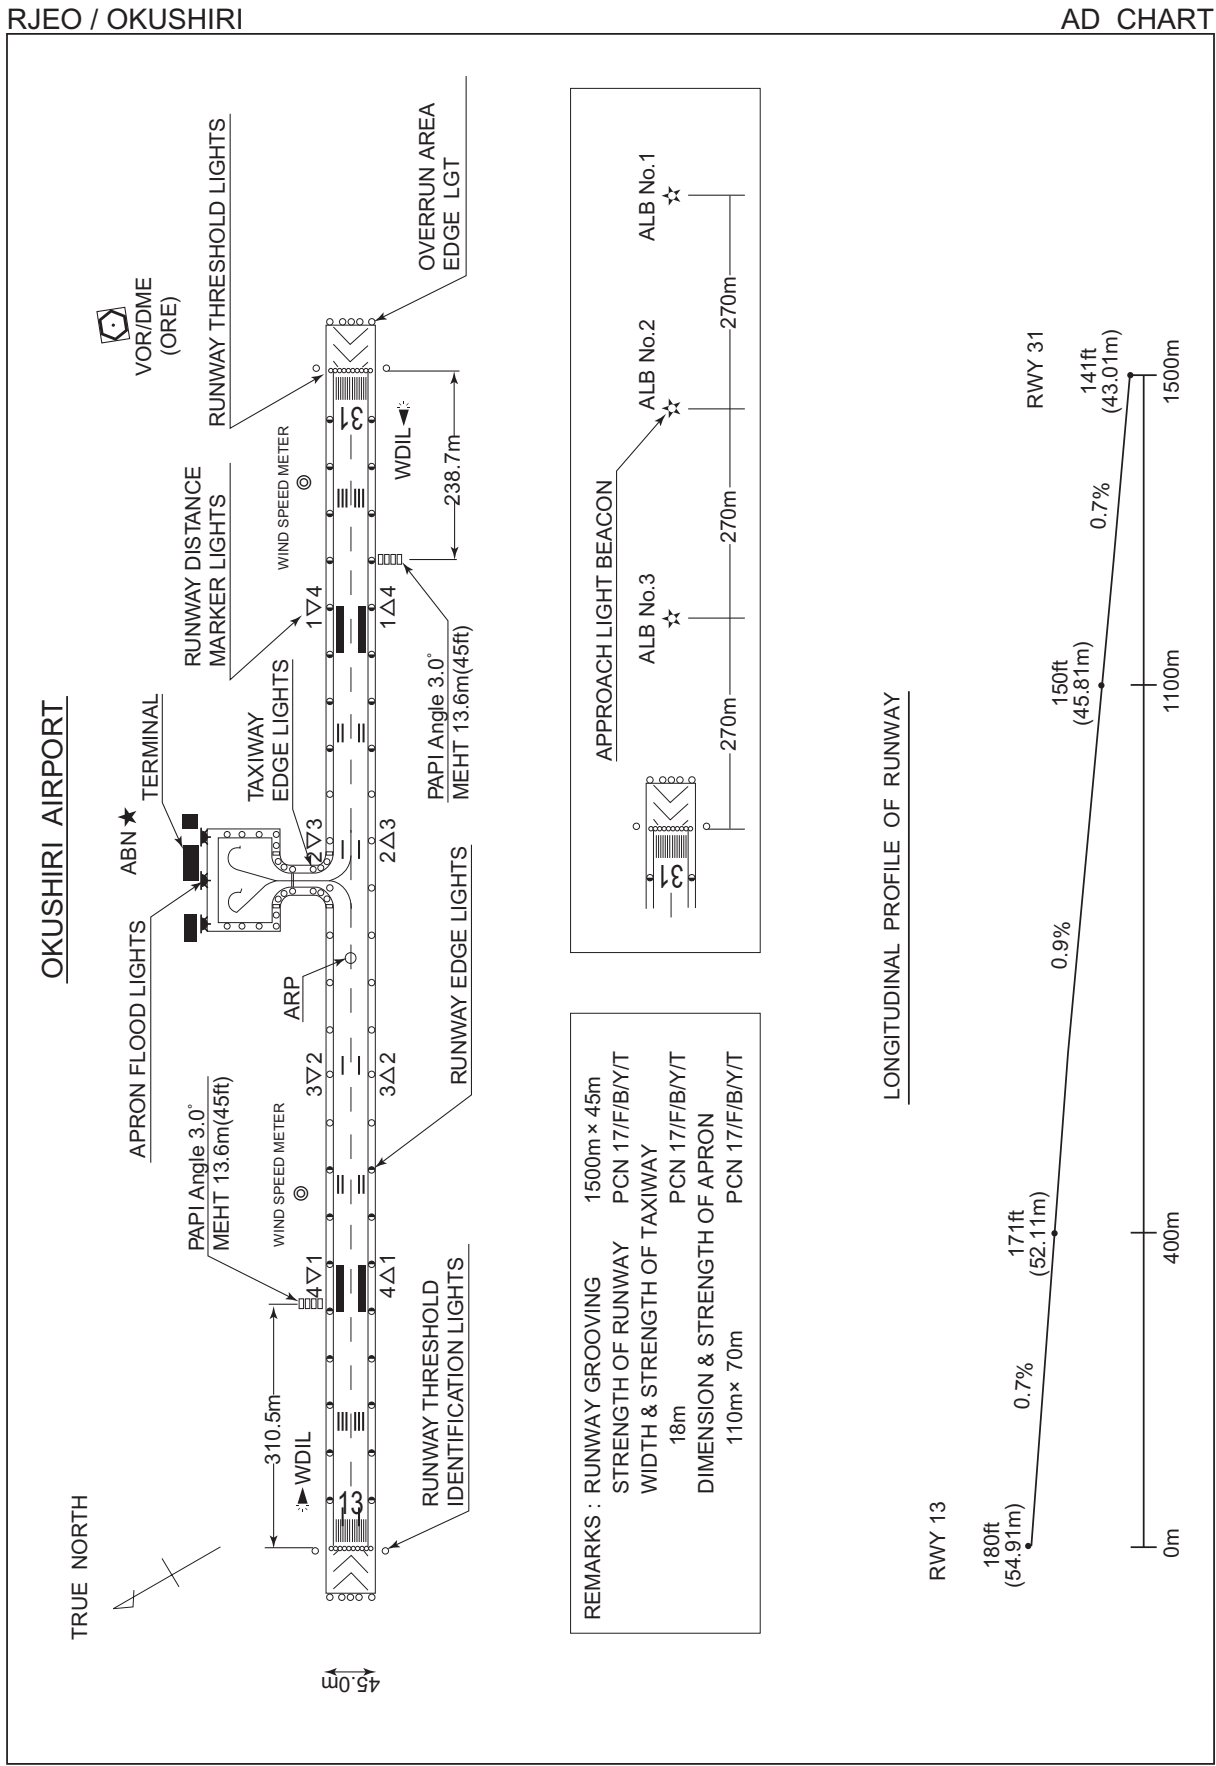 RJEO / OKUSHIRI
AD CHART
OKUSHIRI AIRPORT
TRUE NORTH
45.0m
310.5m
WDIL
PAPI Angle 3.0°
MEHT 13.6m(45ft)
WIND SPEED METER
APRON FLOOD LIGHTS
ABN
TERMINAL
ARP
TAXIWAY
EDGE LIGHTS
RUNWAY DISTANCE
MARKER LIGHTS
WIND SPEED METER
VOR/DME
(ORE)
RUNWAY THRESHOLD LIGHTS
13
4 1
3 2
2 3
1 4
31
4 1
3 2
2 3
1 4
RUNWAY THRESHOLD
IDENTIFICATION LIGHTS
RUNWAY EDGE LIGHTS
PAPI Angle 3.0°
MEHT 13.6m(45ft)
238.7m
WDIL
OVERRUN AREA
EDGE LGT
REMARKS : RUNWAY GROOVING 1500m × 45m
STRENGTH OF RUNWAY PCN 17/F/B/Y/T
WIDTH & STRENGTH OF TAXIWAY
18m PCN 17/F/B/Y/T
DIMENSION & STRENGTH OF APRON
110m× 70m PCN 17/F/B/Y/T
APPROACH LIGHT BEACON
31
ALB No.3
ALB No.2
ALB No.1
270m
270m
270m
LONGITUDINAL PROFILE OF RUNWAY
RWY 13
180ft
(54.91m)
0.7%
171ft
(52.11m)
0.9%
150ft
(45.81m)
0.7%
RWY 31
141ft
(43.01m)
0m
400m
1100m
1500m